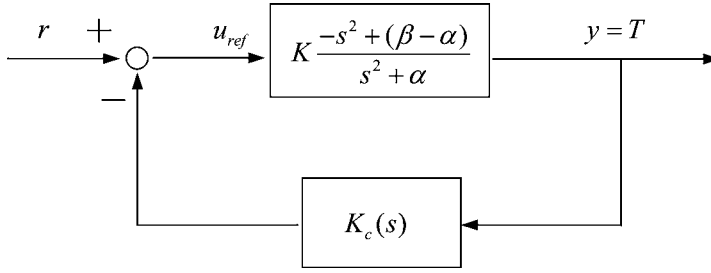 r + u_ref K (-s² + (β - α)) / (s² + α) y = T
−
K_c(s)